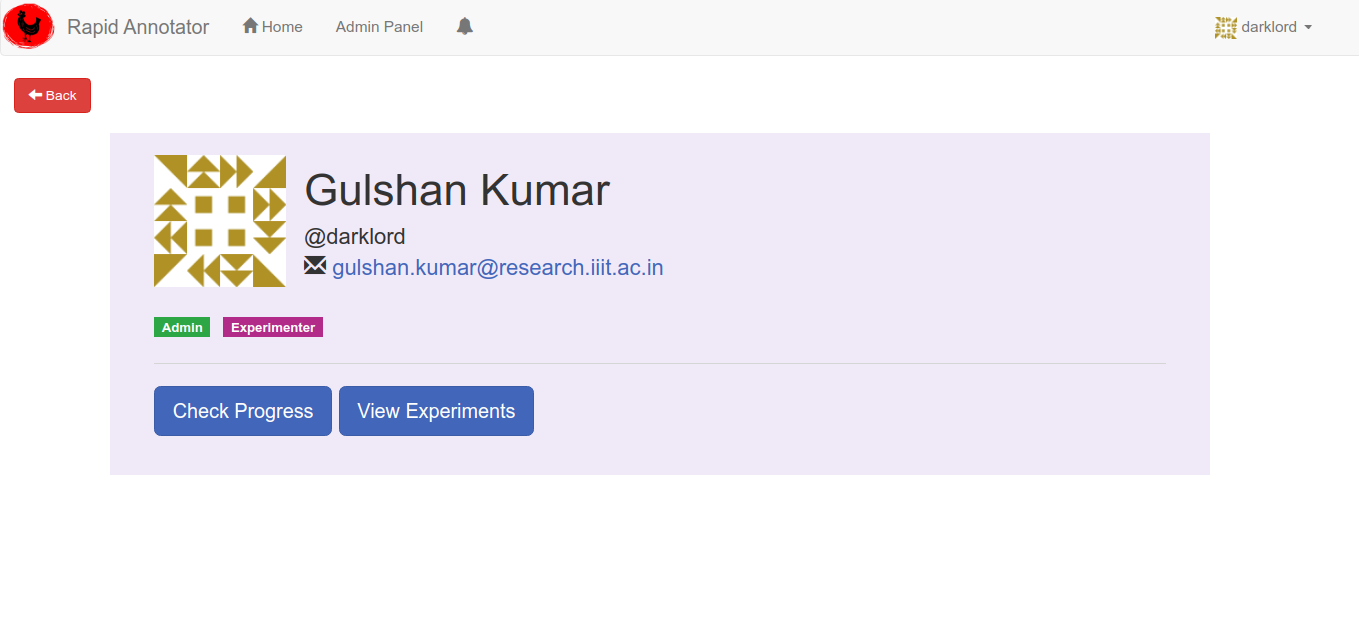 Rapid Annotator Home Admin Panel darklord
Back
Gulshan Kumar
@darklord
gulshan.kumar@research.iiit.ac.in
Admin Experimenter
Check Progress View Experiments